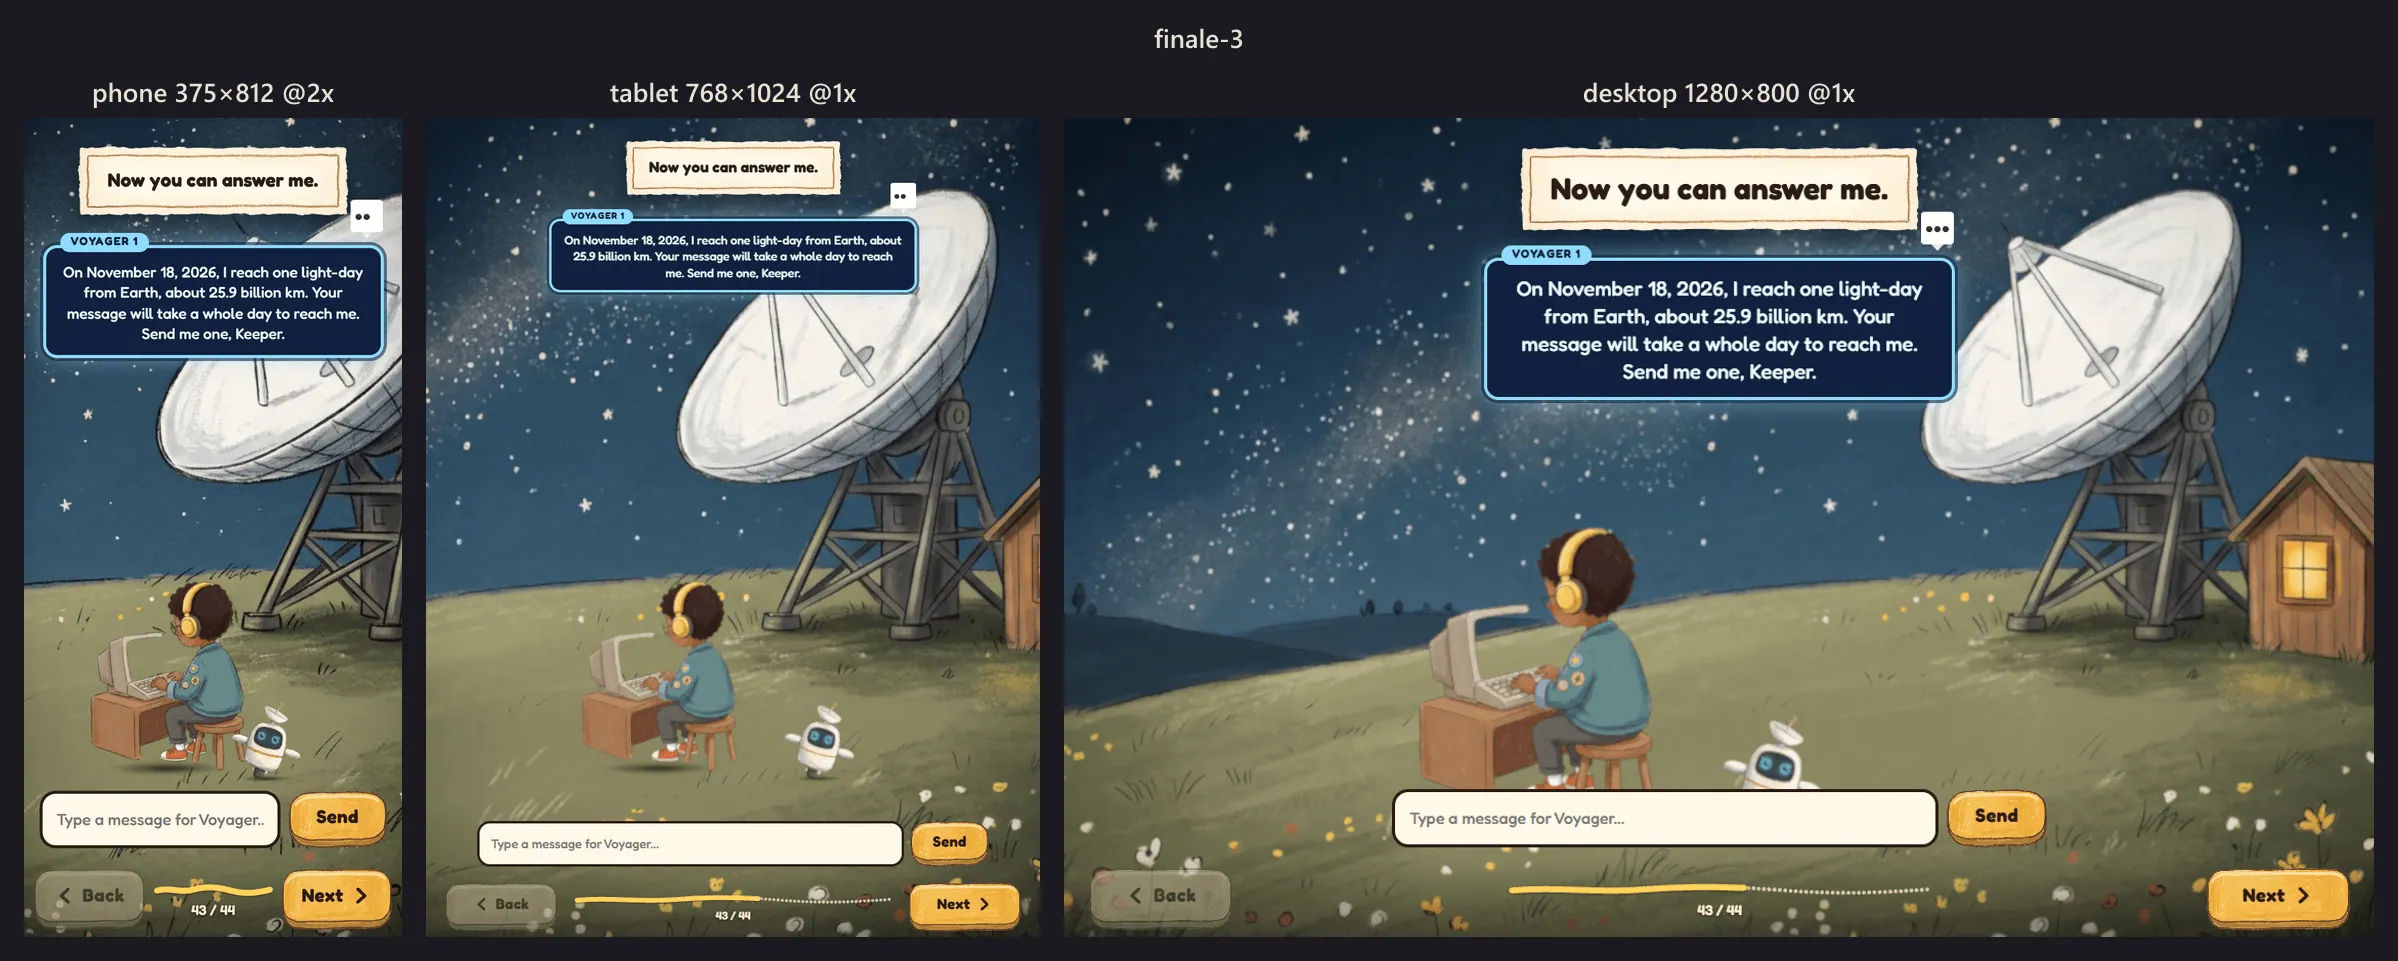 finale-3
phone 375×812 @2x
Now you can answer me.
VOYAGER 1
On November 18, 2026, I reach one light-day
from Earth, about 25.9 billion km. Your
message will take a whole day to reach me.
Send me one, Keeper.
Type a message for Voyager..
Send
Back
43 / 44
Next
tablet 768×1024 @1x
Now you can answer me.
VOYAGER 1
On November 18, 2026, I reach one light-day from Earth, about
25.9 billion km. Your message will take a whole day to reach
me. Send me one, Keeper.
Type a message for Voyager...
Send
Back
43 / 44
Next
desktop 1280×800 @1x
Now you can answer me.
VOYAGER 1
On November 18, 2026, I reach one light-day
from Earth, about 25.9 billion km. Your
message will take a whole day to reach me.
Send me one, Keeper.
Type a message for Voyager...
Send
Back
43 / 44
Next